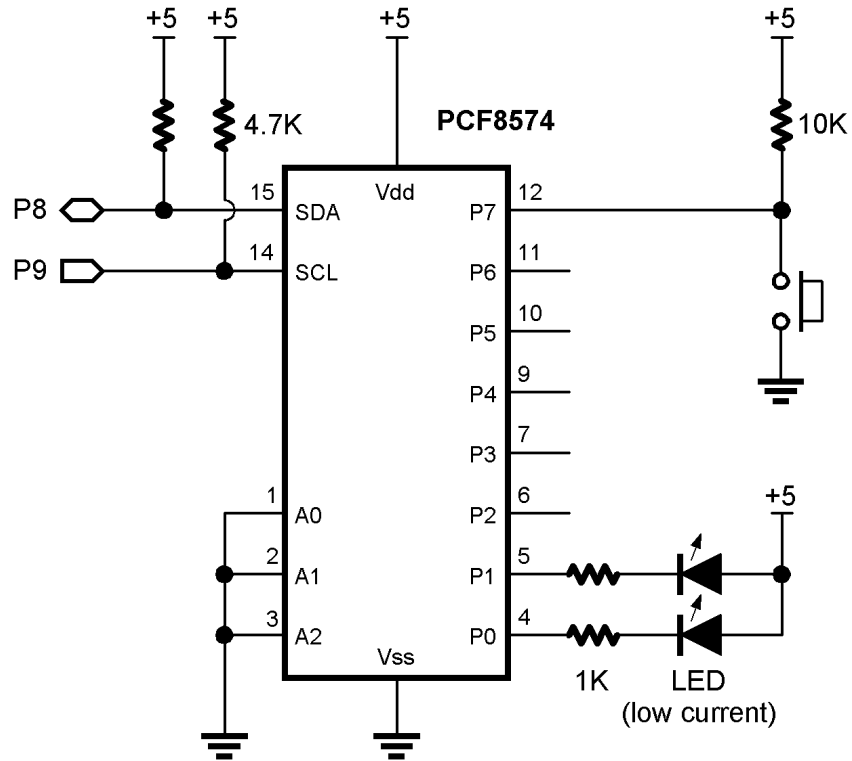 +5 +5 +5 +5
4.7K PCF8574 10K
Vdd
P8 15 SDA P7 12
P9 14 SCL P6 11
P5 10
P4 9
P3 7
+5
1 A0 P2 6
2 A1 P1 5
3 A2 P0 4
Vss
1K LED
(low current)